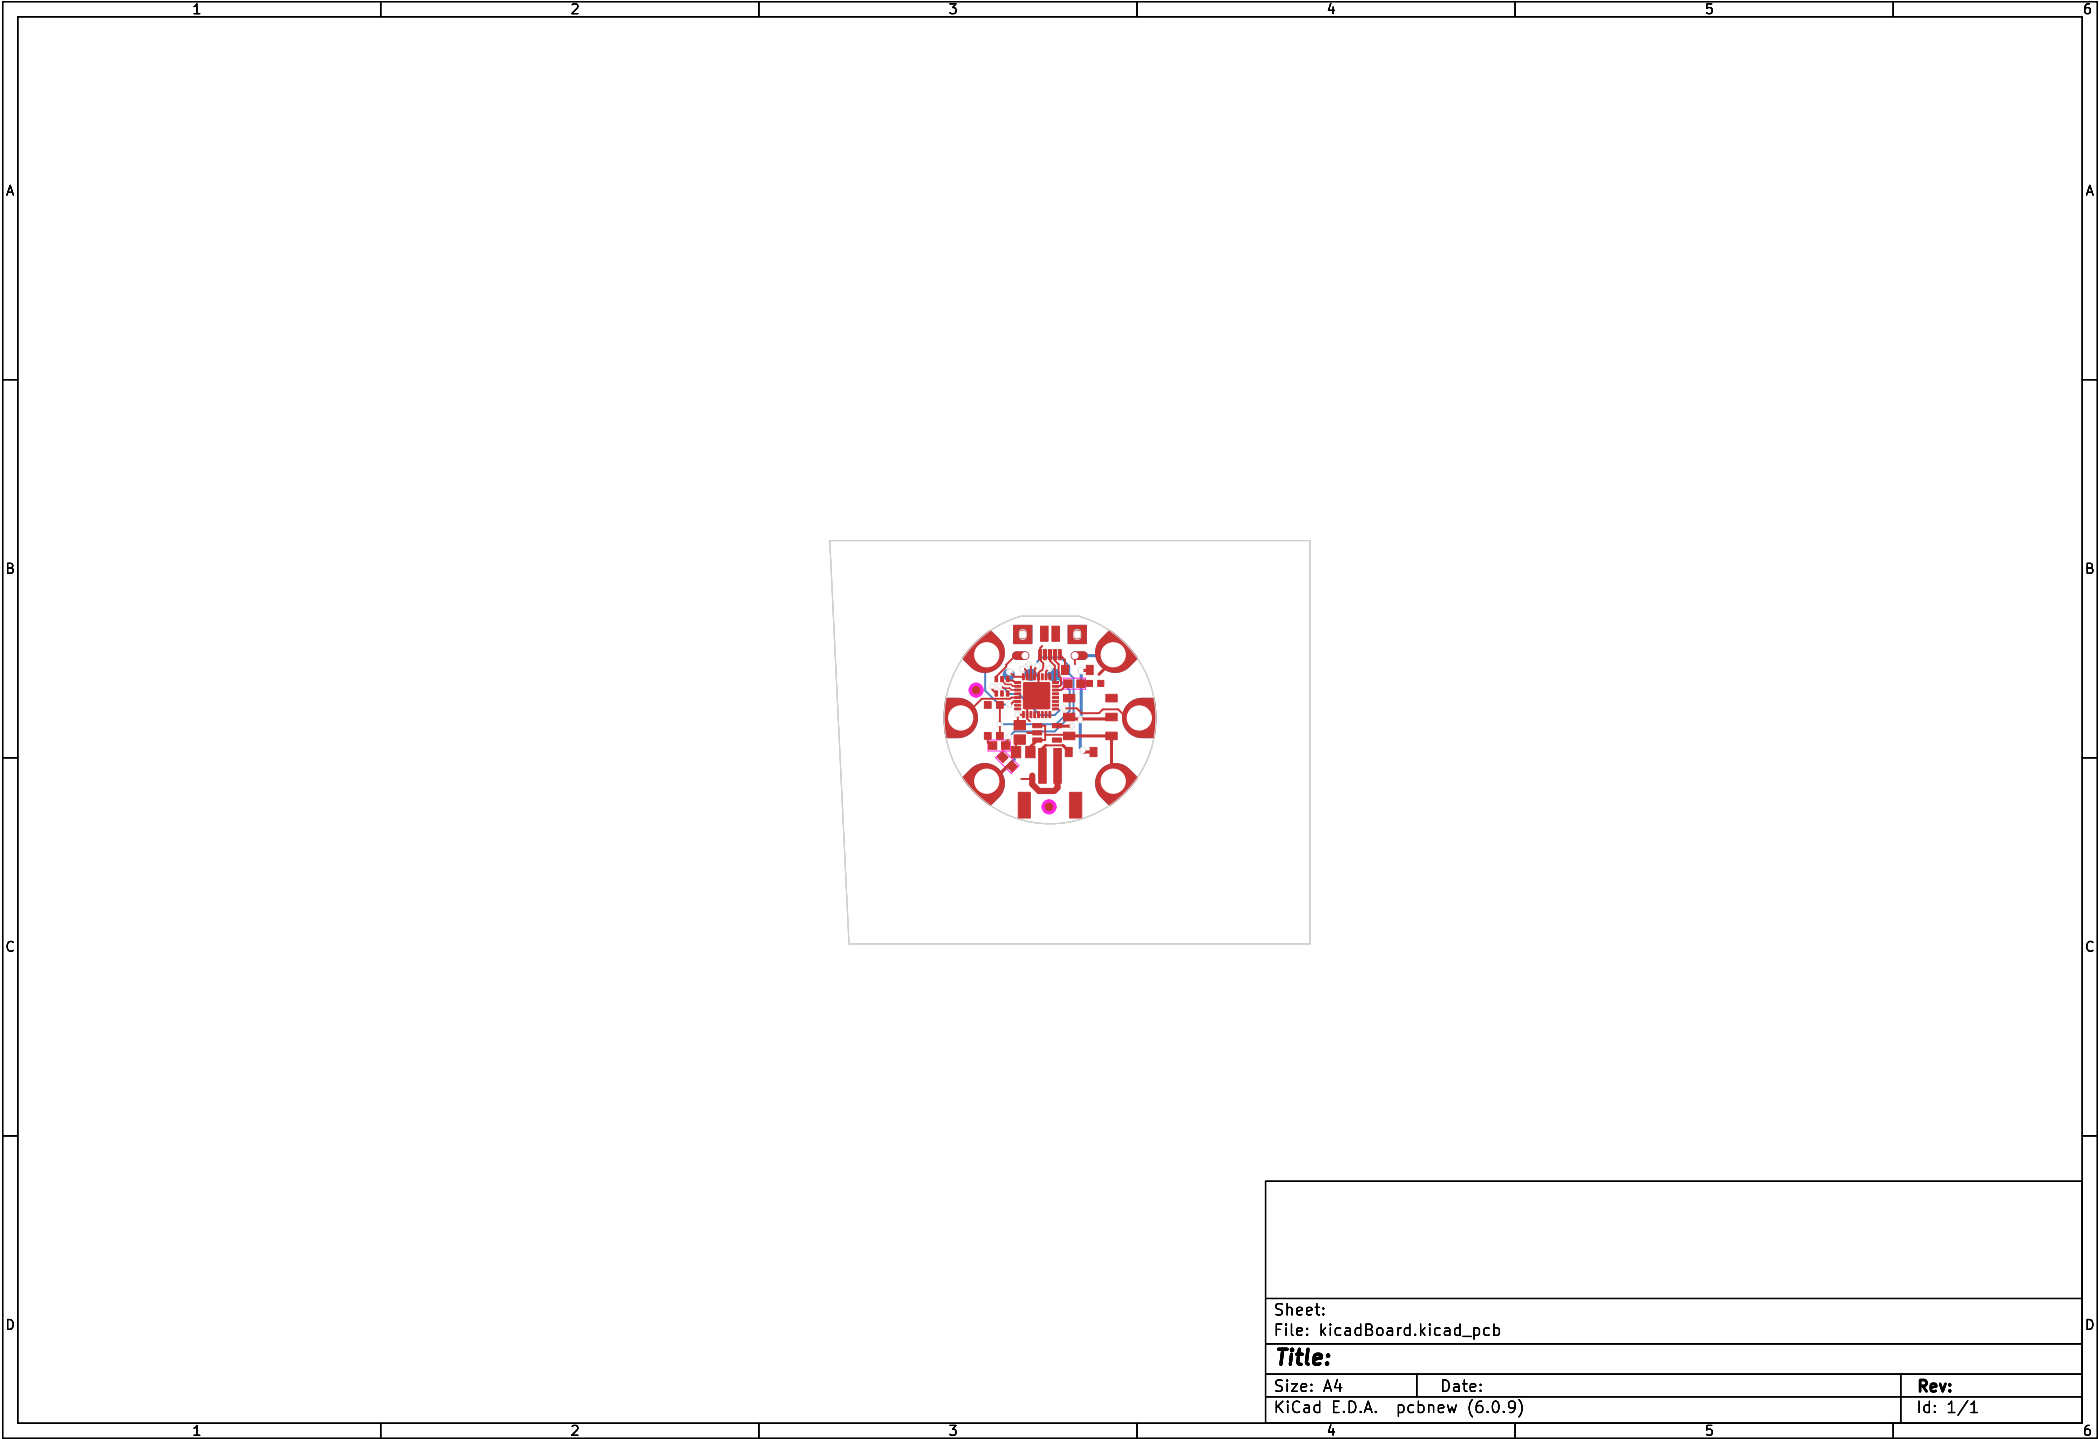 1 2 3 4 5 6
A A
B B
C C
Sheet:
File: kicadBoard.kicad_pcb
D D
Title:
Size: A4 Date: Rev:
KiCad E.D.A. pcbnew (6.0.9) Id: 1/1
1 2 3 4 5 6